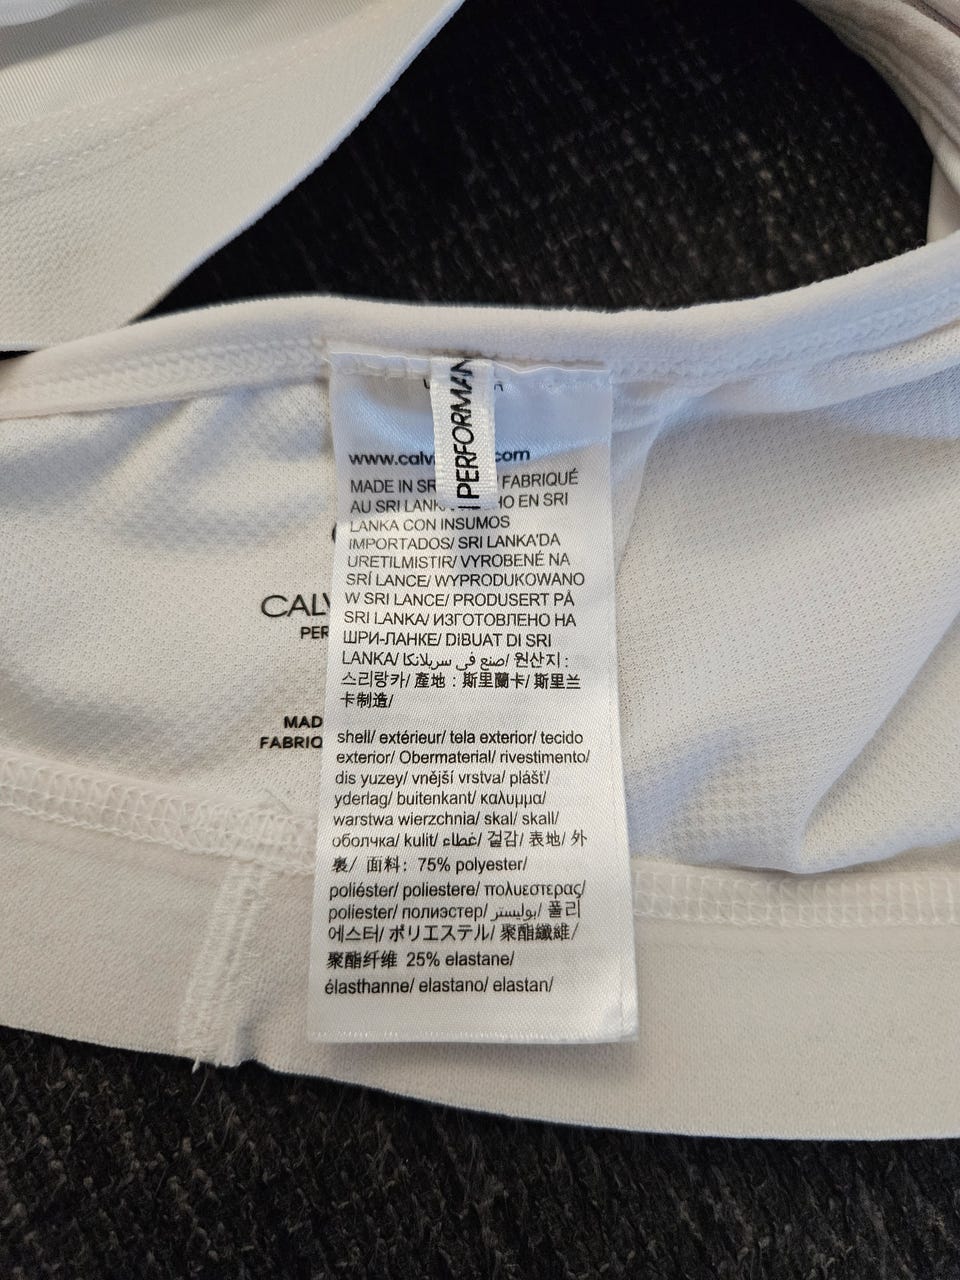 PERFORMAN
www.calv com
MADE IN SR / FABRIQUÉ
AU SRI LANK HO EN SRI
LANKA CON INSUMOS
IMPORTADOS/ SRI LANKA'DA
URETILMISTIR/ VYROBENÉ NA
SRÍ LANCE/ WYPRODUKOWANO
W SRI LANCE/ PRODUSERT PÅ
SRI LANKA/ ИЗГОТОВЛЕНО НА
ШРИ-ЛАНКЕ/ DIBUAT DI SRI
LANKA/ صنع في سريلانكا/ 원산지 :
스리랑카/ 產地 : 斯里蘭卡/ 斯里兰
卡制造/
CALV
PER
MAD
FABRIQ
shell/ extérieur/ tela exterior/ tecido
exterior/ Obermaterial/ rivestimento/
dis yuzey/ vnější vrstva/ plášť/
yderlag/ buitenkant/ καλυμμα/
warstwa wierzchnia/ skal/ skall/
оболчка/ kulit/ غطاء/ 겉감/ 表地/ 外
裏/ 面料: 75% polyester/
poliéster/ poliestere/ πολυεστερας/
poliester/ полиэстер/ بوليستر/ 폴리
에스터/ ポリエステル/ 聚酯纖維/
聚酯纤维 25% elastane/
élasthanne/ elastano/ elastan/